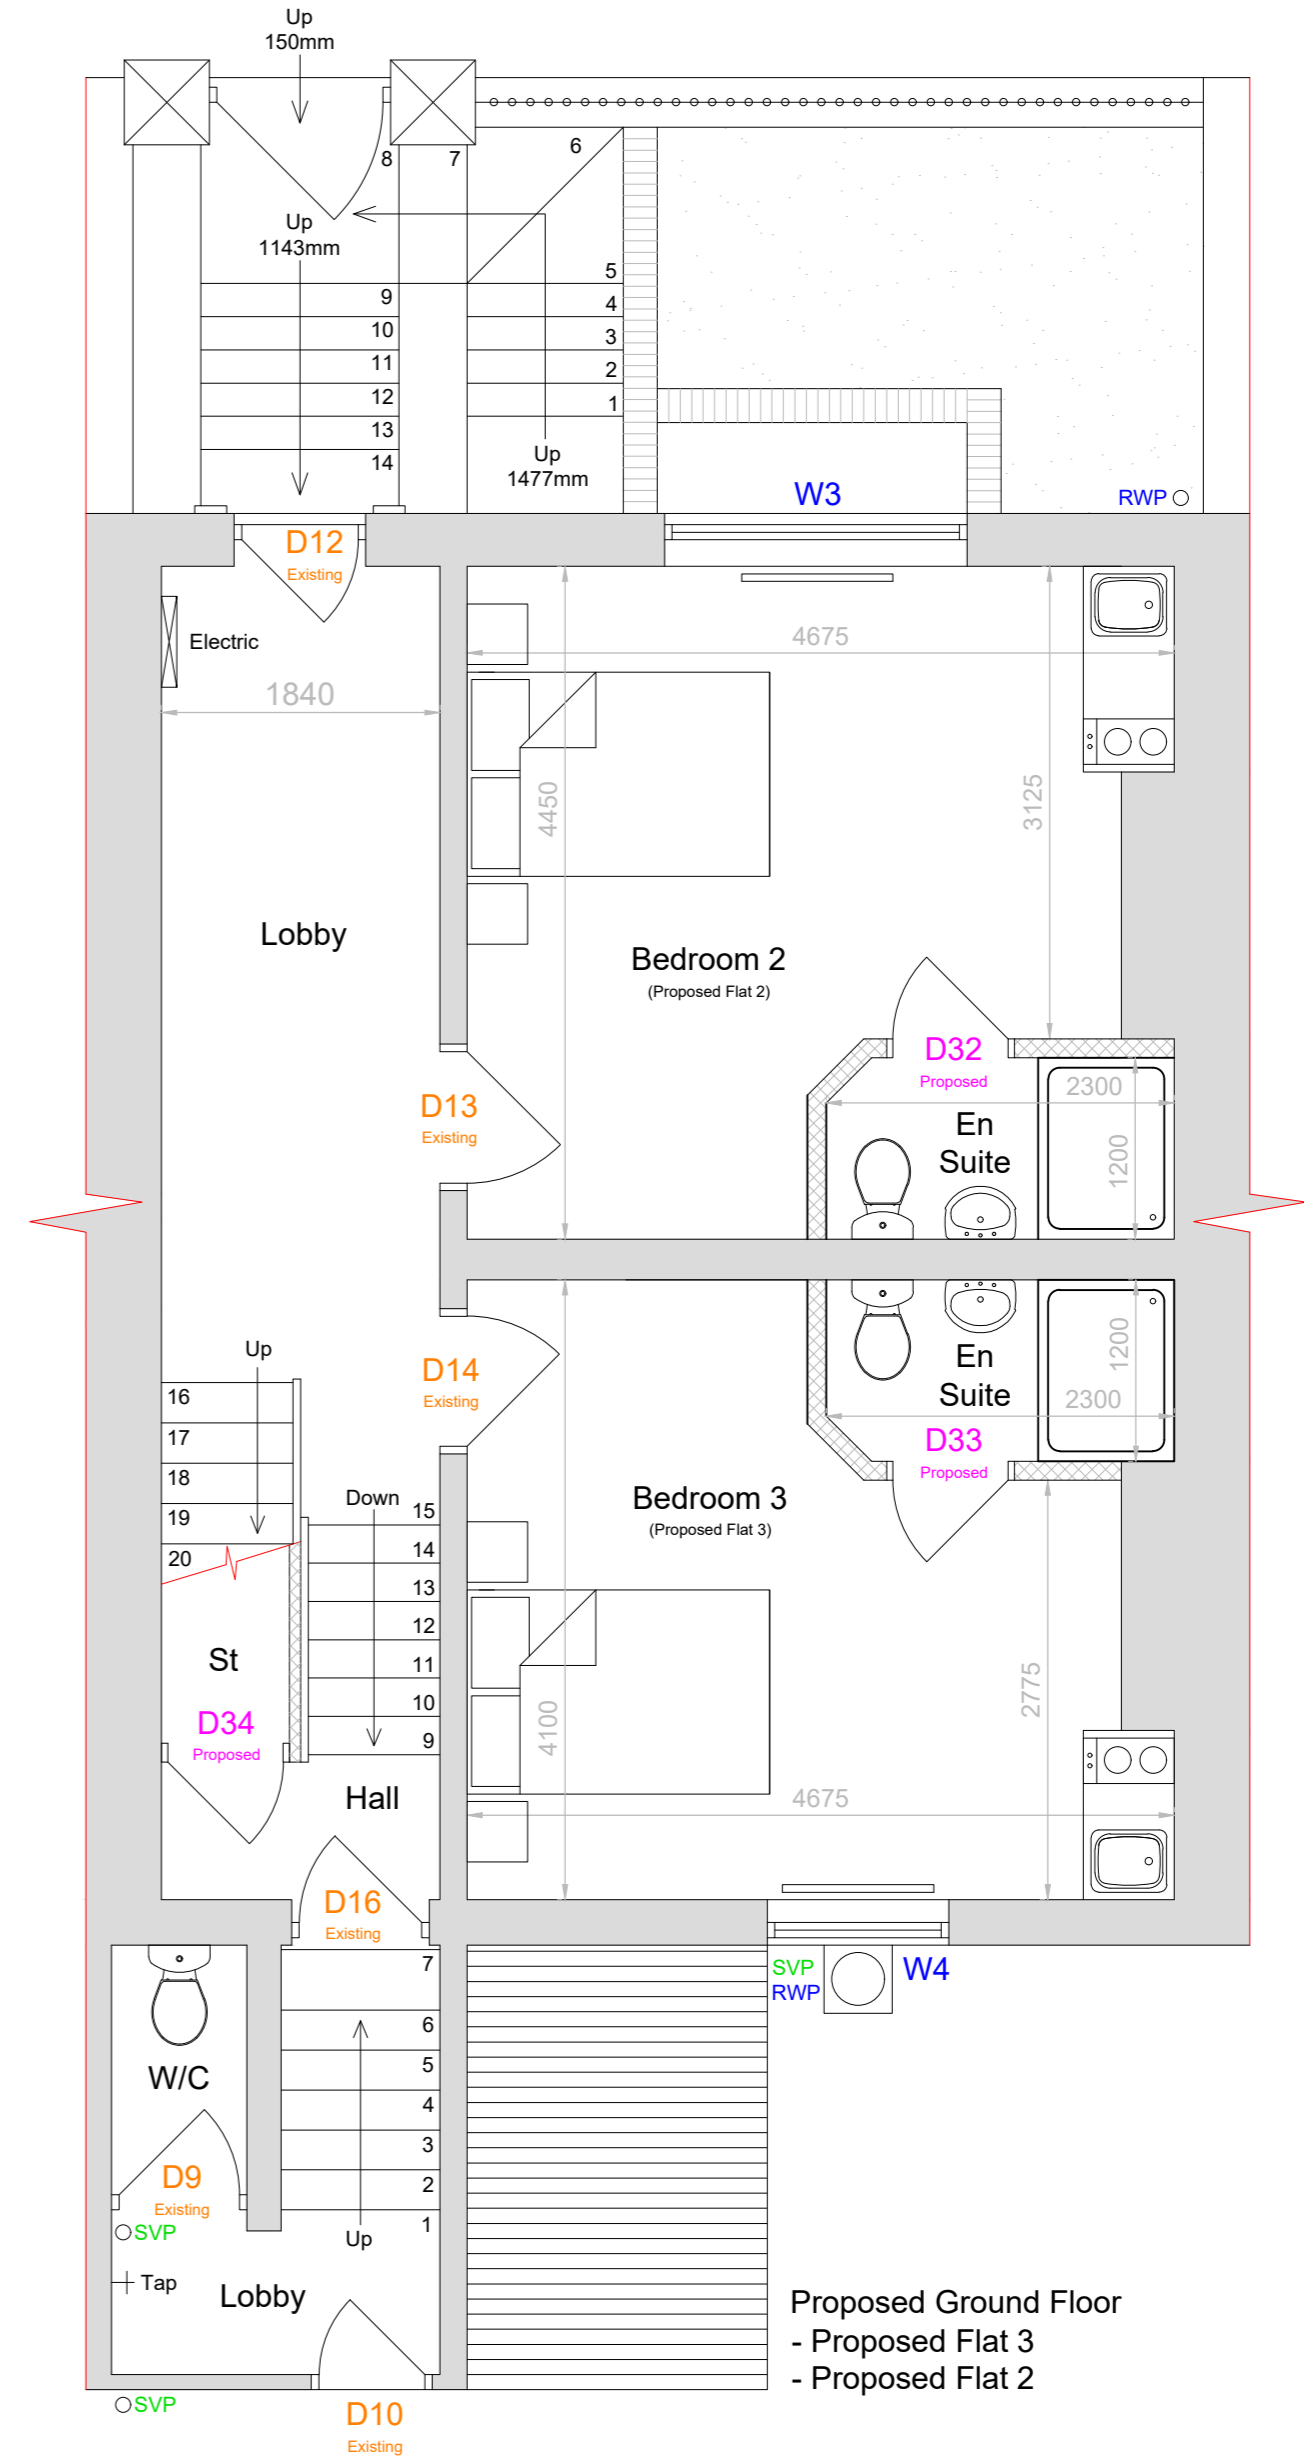 Up
150mm
8
7
6
Up
1143mm
5
9
4
10
3
11
2
12
1
13
14
Up
1477mm
W3
RWP
D12
Existing
Electric
4675
1840
4450
3125
Lobby
Bedroom 2
(Proposed Flat 2)
D32
Proposed
2300
D13
Existing
En
Suite
1200
Up
D14
Existing
1200
En
Suite
2300
16
17
18
19
20
D33
Proposed
Bedroom 3
(Proposed Flat 3)
Down
15
14
13
12
11
10
9
St
D34
Proposed
4100
2775
Hall
4675
D16
Existing
7
SVP
RWP
W4
6
5
4
3
2
1
W/C
D9
Existing
SVP
Up
Tap
Lobby
Proposed Ground Floor
- Proposed Flat 3
- Proposed Flat 2
SVP
D10
Existing